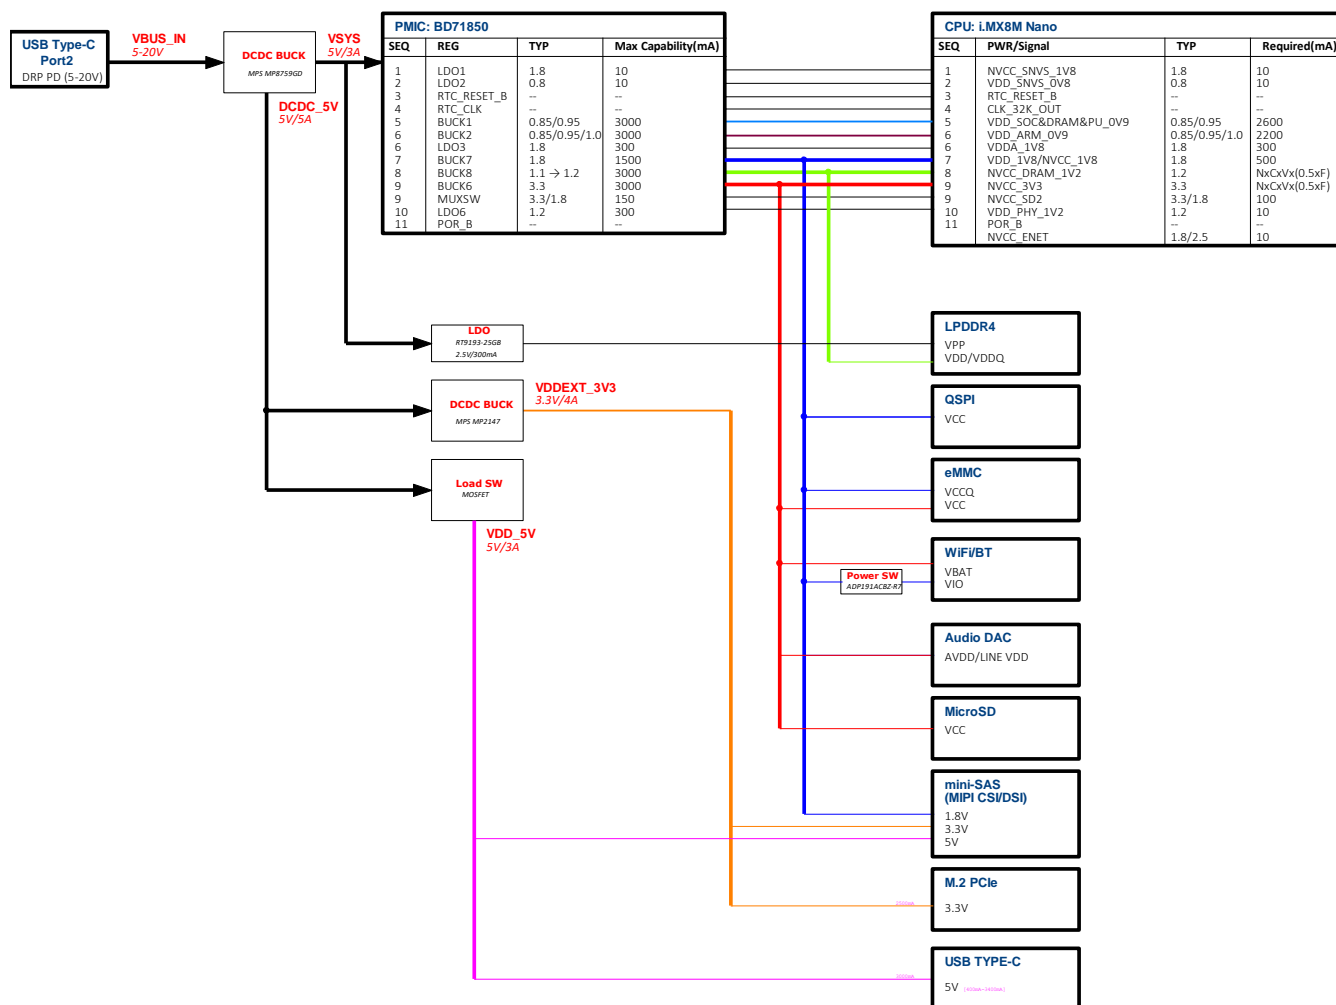 USB Type-C
Port2
DRP PD (5-20V)
VBUS_IN
5-20V
DCDC BUCK
MPS MP8759GD
VSYS
5V/3A
DCDC_5V
5V/5A
PMIC: BD71850
SEQ REG TYP Max Capability(mA)
1 LDO1 1.8 10
2 LDO2 0.8 10
3 RTC_RESET_B -- --
4 RTC_CLK -- --
5 BUCK1 0.85/0.95 3000
6 BUCK2 0.85/0.95/1.0 3000
6 LDO3 1.8 300
7 BUCK7 1.8 1500
8 BUCK8 1.1 → 1.2 3000
9 BUCK6 3.3 3000
9 MUXSW 3.3/1.8 150
10 LDO6 1.2 300
11 POR_B -- --
CPU: i.MX8M Nano
SEQ PWR/Signal TYP Required(mA)
1 NVCC_SNVS_1V8 1.8 10
2 VDD_SNVS_0V8 0.8 10
3 RTC_RESET_B -- --
4 CLK_32K_OUT -- --
5 VDD_SOC&DRAM&PU_0V9 0.85/0.95 2600
6 VDD_ARM_0V9 0.85/0.95/1.0 2200
6 VDDA_1V8 1.8 300
7 VDD_1V8/NVCC_1V8 1.8 500
8 NVCC_DRAM_1V2 1.2 NxCxVx(0.5xF)
9 NVCC_3V3 3.3 NxCxVx(0.5xF)
9 NVCC_SD2 3.3/1.8 100
10 VDD_PHY_1V2 1.2 10
11 POR_B -- --
NVCC_ENET 1.8/2.5 10
LDO
RT9193-25GB
2.5V/300mA
DCDC BUCK
MPS MP2147
VDDEXT_3V3
3.3V/4A
Load SW
MOSFET
VDD_5V
5V/3A
LPDDR4
VPP
VDD/VDDQ
QSPI
VCC
eMMC
VCCQ
VCC
WiFi/BT
VBAT
VIO
Power SW
ADP191ACBZ-R7
Audio DAC
AVDD/LINE VDD
MicroSD
VCC
mini-SAS
(MIPI CSI/DSI)
1.8V
3.3V
5V
M.2 PCIe
3.3V
USB TYPE-C
5V